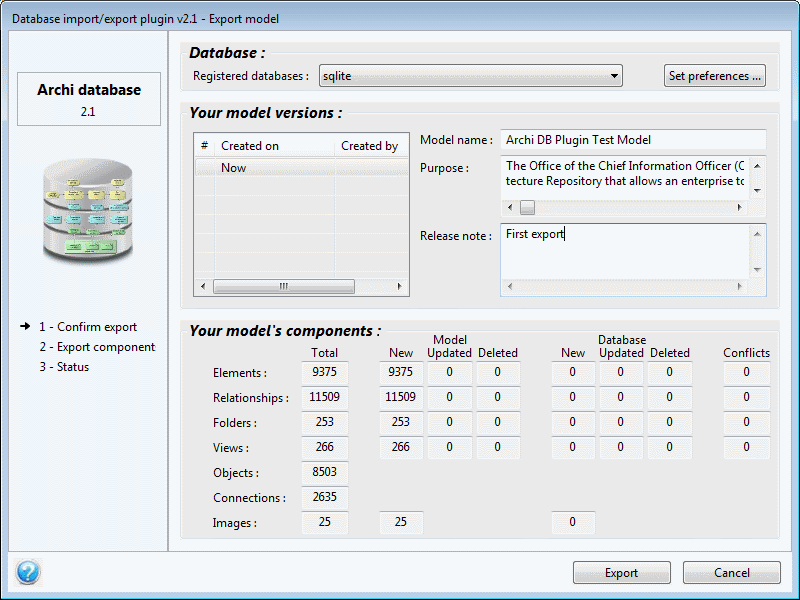 Database import/export plugin v2.1 - Export model
Archi database
2.1
1 - Confirm export
2 - Export component
3 - Status
Database :
Registered databases : sqlite Set preferences ...
Your model versions :
# Created on Created by
Now
Model name : Archi DB Plugin Test Model
Purpose : The Office of the Chief Information Officer (C
tecture Repository that allows an enterprise to
Release note : First export
Your model's components :
Model Database
Total New Updated Deleted New Updated Deleted Conflicts
Elements : 9375 9375 0 0 0 0 0 0
Relationships : 11509 11509 0 0 0 0 0 0
Folders : 253 253 0 0 0 0 0 0
Views : 266 266 0 0 0 0 0 0
Objects : 8503
Connections : 2635
Images : 25 25 0
? Export Cancel